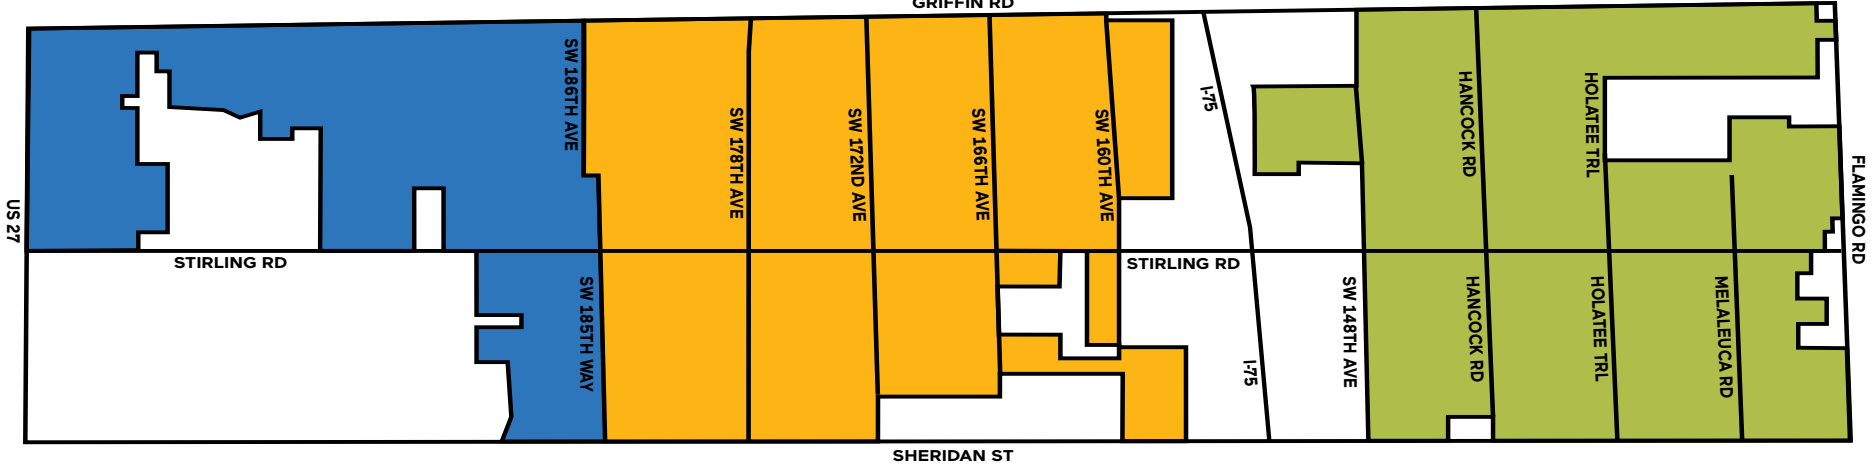 GRIFFIN RD
US 27
SW 186TH AVE
SW 178TH AVE
SW 172ND AVE
SW 166TH AVE
SW 160TH AVE
I-75
HANCOCK RD
HOLATEE TRL
FLAMINGO RD
STIRLING RD
STIRLING RD
SW 185TH WAY
I-75
SW 148TH AVE
HANCOCK RD
HOLATEE TRL
MELALEUCA RD
SHERIDAN ST